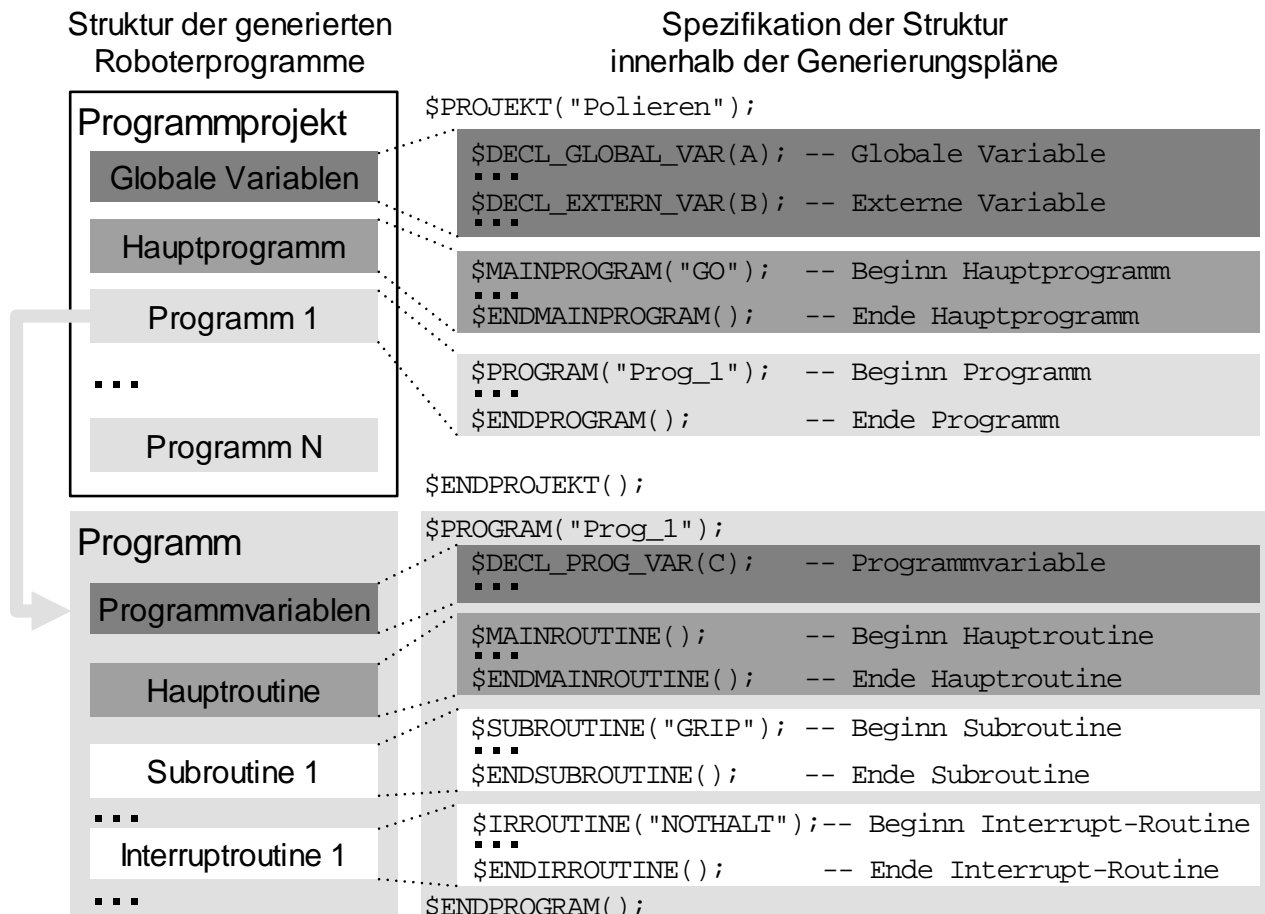 Struktur der generierten
Roboterprogramme
Spezifikation der Struktur
innerhalb der Generierungspläne
Programmprojekt
Globale Variablen
Hauptprogramm
Programm 1
...
Programm N
$PROJEKT("Polieren");
$DECL_GLOBAL_VAR(A); -- Globale Variable
...
$DECL_EXTERN_VAR(B); -- Externe Variable
...
$MAINPROGRAM("GO"); -- Beginn Hauptprogramm
...
$ENDMAINPROGRAM(); -- Ende Hauptprogramm
$PROGRAM("Prog_1"); -- Beginn Programm
...
$ENDPROGRAM(); -- Ende Programm
$ENDPROJEKT();
Programm
Programmvariablen
Hauptroutine
Subroutine 1
...
Interruptroutine 1
...
$PROGRAM("Prog_1");
$DECL_PROG_VAR(C); -- Programmvariable
...
$MAINROUTINE(); -- Beginn Hauptroutine
...
$ENDMAINROUTINE(); -- Ende Hauptroutine
$SUBROUTINE("GRIP"); -- Beginn Subroutine
...
$ENDSUBROUTINE(); -- Ende Subroutine
$IRROUTINE("NOTHALT");-- Beginn Interrupt-Routine
...
$ENDIRROUTINE(); -- Ende Interrupt-Routine
$ENDPROGRAM();